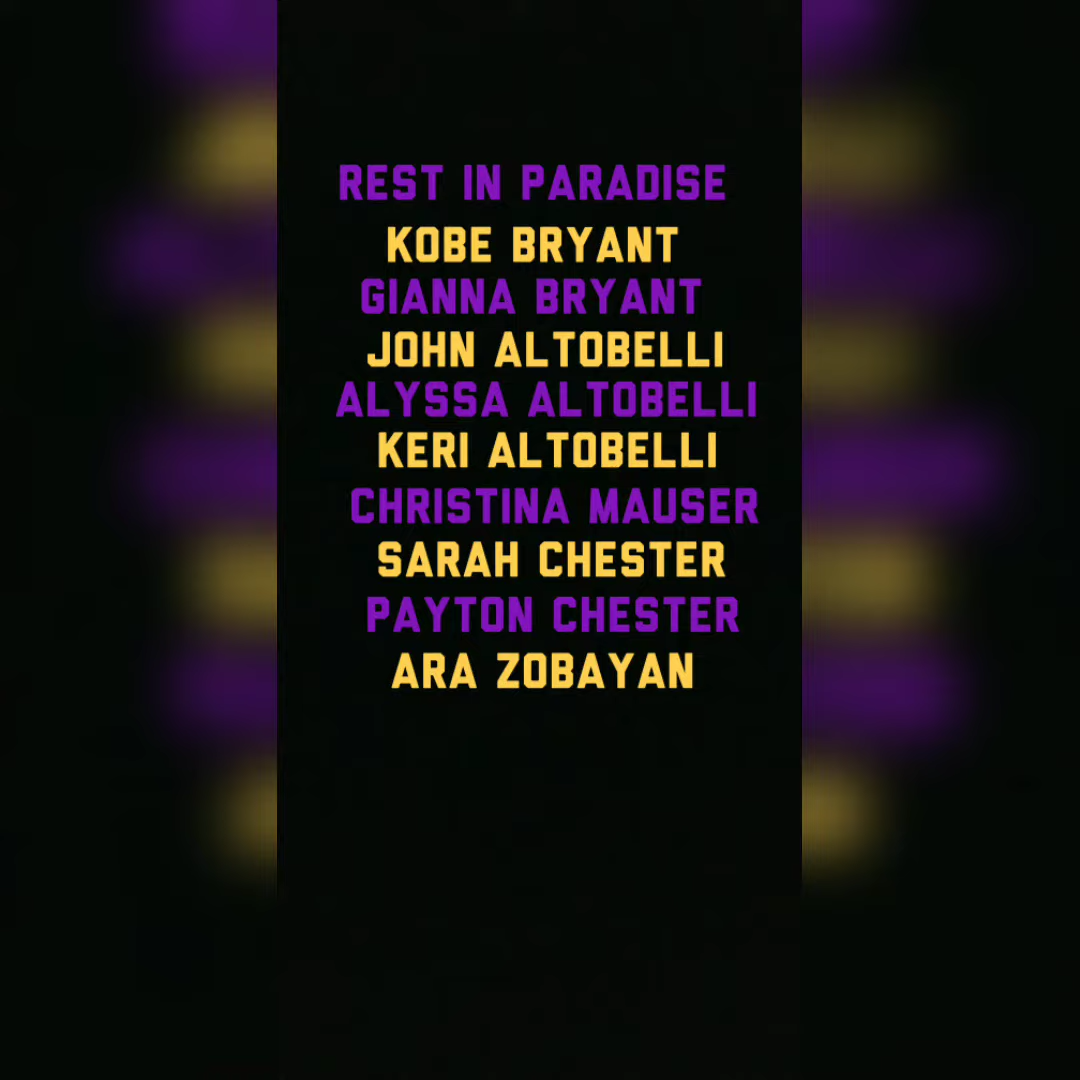 REST IN PARADISE
KOBE BRYANT
GIANNA BRYANT
JOHN ALTOBELLI
ALYSSA ALTOBELLI
KERI ALTOBELLI
CHRISTINA MAUSER
SARAH CHESTER
PAYTON CHESTER
ARA ZOBAYAN